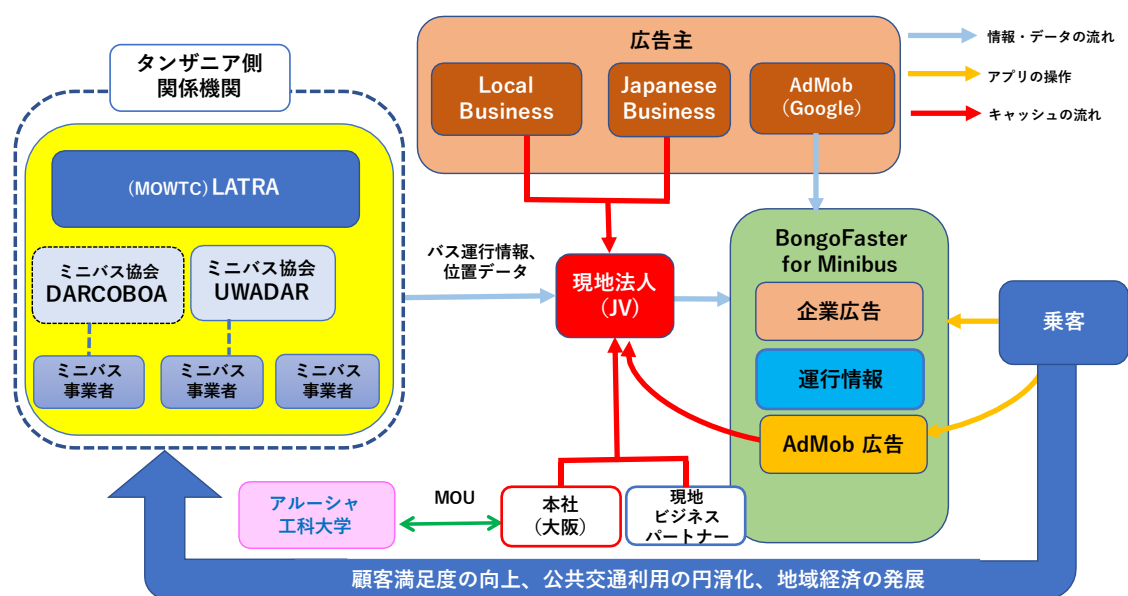 タンザニア側
関係機関
(MOWTC) LATRA
ミニバス協会
DARCOBOA
ミニバス協会
UWADAR
ミニバス
事業者
ミニバス
事業者
ミニバス
事業者
広告主
Local
Business
Japanese
Business
AdMob
(Google)
情報・データの流れ
アプリの操作
キャッシュの流れ
バス運行情報、
位置データ
現地法人
(JV)
BongoFaster
for Minibus
企業広告
運行情報
AdMob 広告
乗客
アルーシャ
工科大学
MOU
本社
(大阪)
現地
ビジネス
パートナー
顧客満足度の向上、公共交通利用の円滑化、地域経済の発展